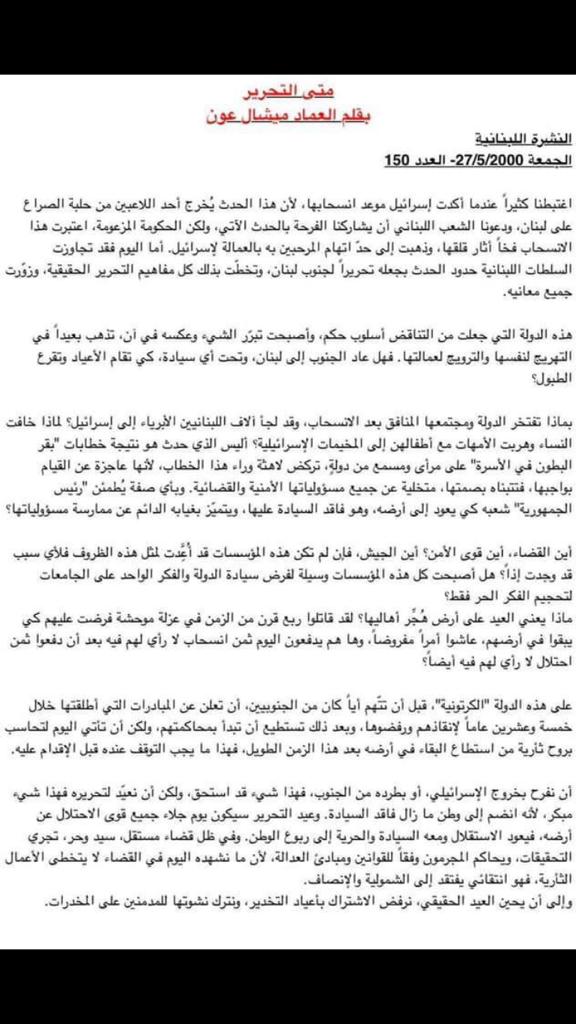 متى التحرير
بقلم العماد ميشال عون
النشرة اللبنانية
الجمعة 27/5/2000- العدد 150
اغتبطنا كثيراً عندما أكدت إسرائيل موعد انسحابها، لأن هذا الحدث يُخرج أحد اللاعبين من حلبة الصراع
على لبنان، ودعونا الشعب اللبناني أن يشاركنا الفرحة بالحدث الآتي، ولكن الحكومة المزعومة، اعتبرت هذا
الانسحاب فخاً أثار قلقها، وذهبت إلى حدّ اتهام المرحبين به بالعمالة لإسرائيل. أما اليوم فقد تجاوزت
السلطات اللبنانية حدود الحدث بجعله تحريراً لجنوب لبنان، وتخطّت بذلك كل مفاهيم التحرير الحقيقية، وزوّرت
جميع معانيه.
هذه الدولة التي جعلت من التناقض أسلوب حكم، وأصبحت تبرّر الشيء وعكسه في آن، تذهب بعيداً في
التهريج لنفسها والترويج لعمالتها. فهل عاد الجنوب إلى لبنان، وتحت أي سيادة، كي تقام الأعياد وتقرع
الطبول؟
بماذا تفتخر الدولة ومجتمعها المنافق بعد الانسحاب، وقد لجأ آلاف اللبنانيين الأبرياء إلى إسرائيل؟ لماذا خافت
النساء وهربت الأمهات مع أطفالهن إلى المخيمات الإسرائيلية؟ أليس الذي حدث هو نتيجة خطابات "بقر
البطون في الأسرة" على مرأى ومسمع من دولةٍ، تركض لاهثة وراء هذا الخطاب، لأنها عاجزة عن القيام
بواجبها، فتتبناه بصمتها، متخلية عن جميع مسؤولياتها الأمنية والقضائية. وبأي صفة يُطمئن "رئيس
الجمهورية" شعبه كي يعود إلى أرضه، وهو فاقد السيادة عليها، ويتميّز بغيابه الدائم عن ممارسة مسؤولياتها؟
أين القضاء، أين قوى الأمن؟ أين الجيش، فإن لم تكن هذه المؤسسات قد أُعَّدت لمثل هذه الظروف فلأي سبب
قد وجدت إذاً؟ هل أصبحت كل هذه المؤسسات وسيلة لفرض سيادة الدولة والفكر الواحد على الجامعات
لتحجيم الفكر الحر فقط؟
ماذا يعني العيد على أرض هُجِّر أهاليها؟ لقد قاتلوا ربع قرن من الزمن في عزلة موحشة فرضت عليهم كي
يبقوا في أرضهم، عاشوا أمراً مفروضاً، وها هم يدفعون اليوم ثمن انسحاب لا رأي لهم فيه بعد أن دفعوا ثمن
احتلال لا رأي لهم فيه أيضاً؟
على هذه الدولة "الكرتونية"، قبل أن تتّهم أياً كان من الجنوبيين، أن تعلن عن المبادرات التي أطلقتها خلال
خمسة وعشرين عاماً لإنقاذهم ورفضوها، وبعد ذلك تستطيع أن تبدأ بمحاكمتهم، ولكن أن تأتي اليوم لتحاسب
بروح ثأرية من استطاع البقاء في أرضه بعد هذا الزمن الطويل، فهذا ما يجب التوقف عنده قبل الإقدام عليه.
أن نفرح بخروج الإسرائيلي، أو بطرده من الجنوب، فهذا شيء قد استحق، ولكن أن نعيّد لتحريره فهذا شيء
مبكر، لأنه انضم إلى وطن ما زال فاقد السيادة. وعيد التحرير سيكون يوم جلاء جميع قوى الاحتلال عن
أرضه، فيعود الاستقلال ومعه السيادة والحرية إلى ربوع الوطن. وفي ظل قضاء مستقل، سيد وحر، تجري
التحقيقات، ويحاكم المجرمون وفقاً للقوانين ومبادئ العدالة، لأن ما نشهده اليوم في القضاء لا يتخطى الأعمال
الثأرية، فهو انتقائي يفتقد إلى الشمولية والإنصاف.
وإلى أن يحين العيد الحقيقي، نرفض الاشتراك بأعياد التخدير، ونترك نشوتها للمدمنين على المخدرات.